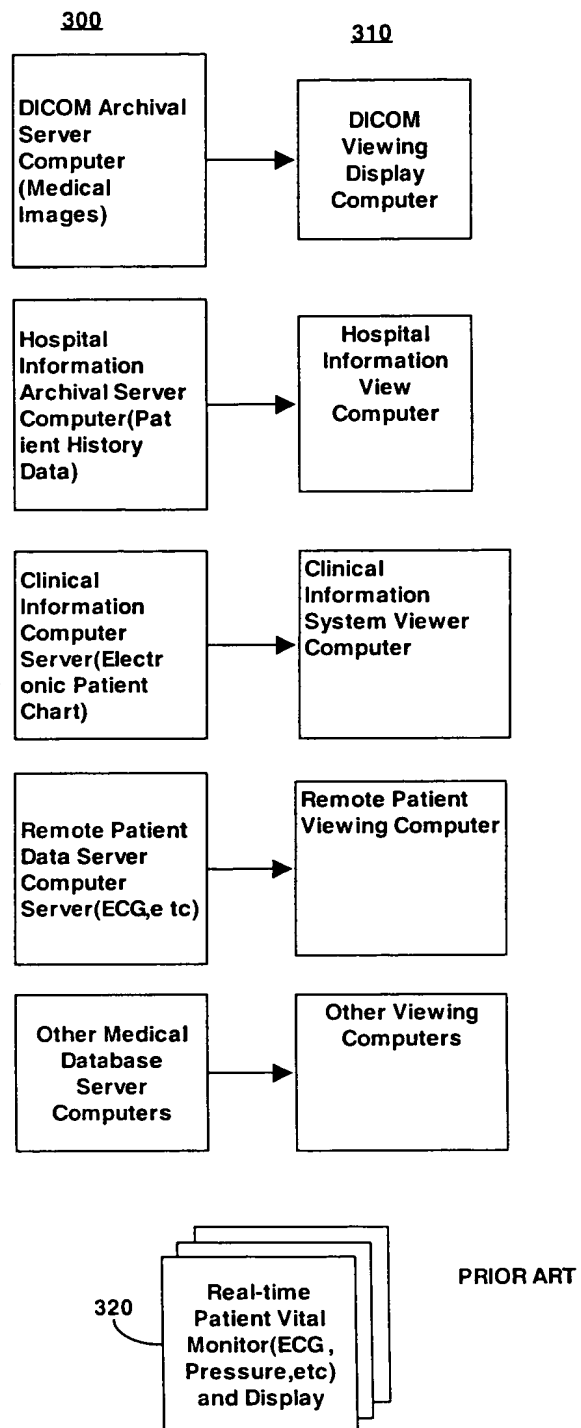 300
310
DICOM Archival
Server
Computer
(Medical
Images)
DICOM
Viewing
Display
Computer
Hospital
Information
Archival Server
Computer(Pat
ient History
Data)
Hospital
Information
View
Computer
Clinical
Information
Computer
Server(Electr
onic Patient
Chart)
Clinical
Information
System Viewer
Computer
Remote Patient
Data Server
Computer
Server(ECG,e tc)
Remote Patient
Viewing Computer
Other Medical
Database
Server
Computers
Other Viewing
Computers
PRIOR ART
320
Real-time
Patient Vital
Monitor(ECG ,
Pressure,etc)
and Display